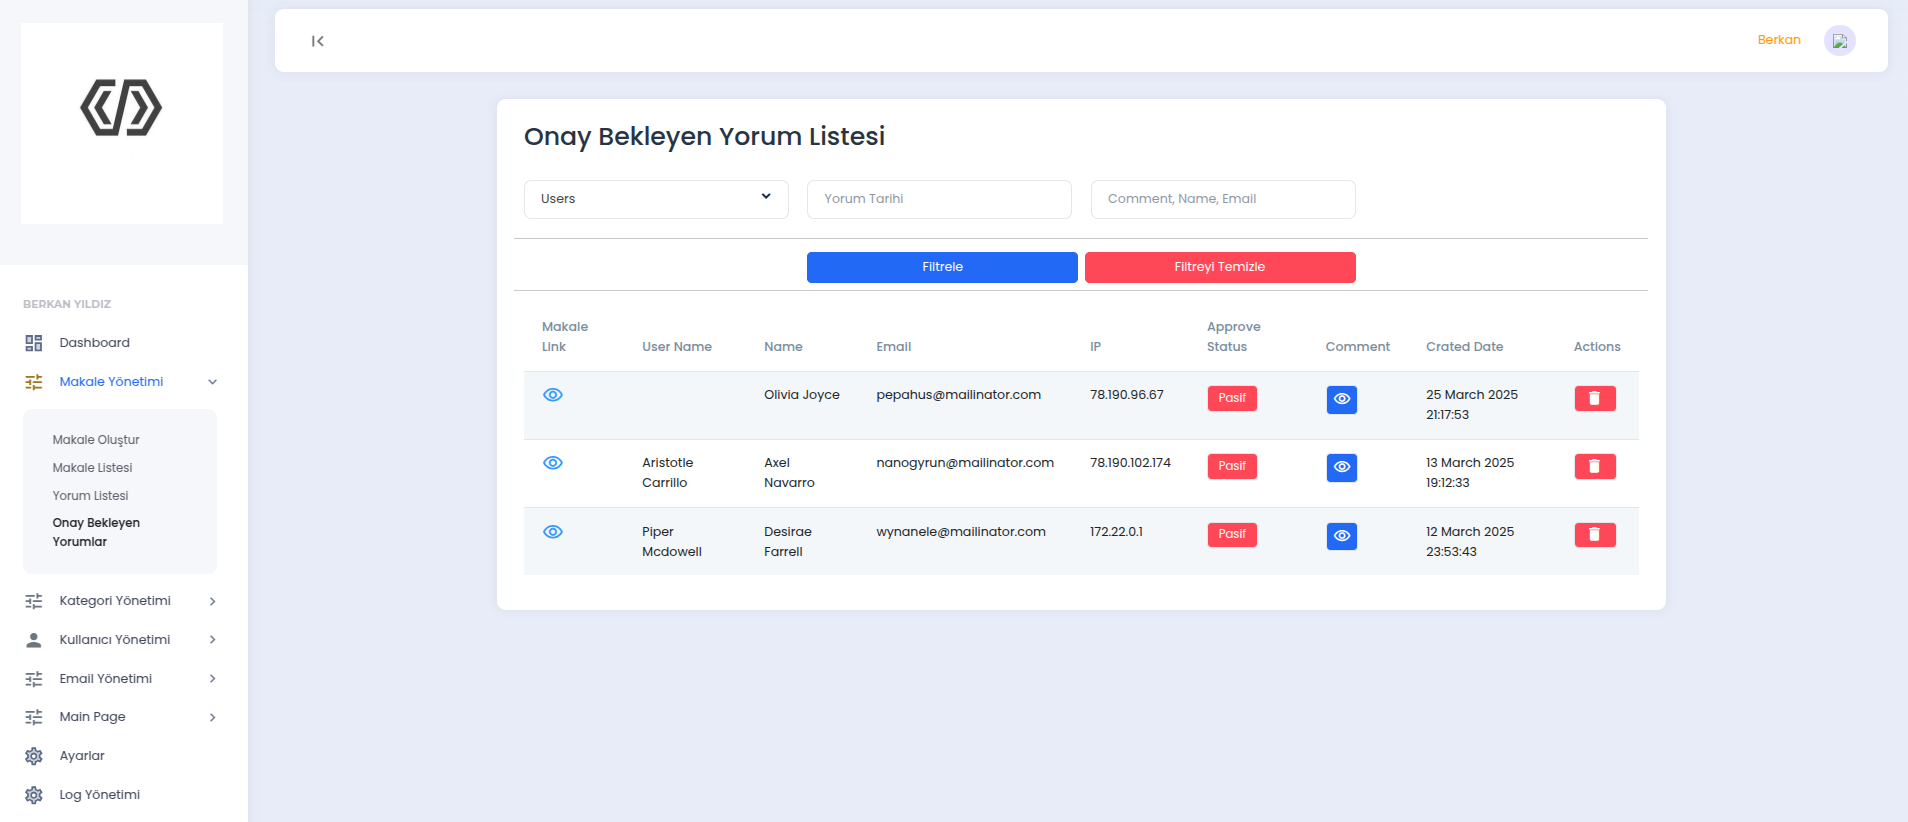 Berkan
BERKAN YILDIZ
Dashboard
Makale Yönetimi
Makale Oluştur
Makale Listesi
Yorum Listesi
Onay Bekleyen
Yorumlar
Kategori Yönetimi
Kullanıcı Yönetimi
Email Yönetimi
Main Page
Ayarlar
Log Yönetimi
Onay Bekleyen Yorum Listesi
Users Yorum Tarihi Comment, Name, Email
Filtrele Filtreyi Temizle
Makale Approve
Link User Name Name Email IP Status Comment Crated Date Actions
Olivia Joyce pepahus@mailinator.com 78.190.96.67 Pasif 25 March 2025
21:17:53
Aristotle Axel nanogyrun@mailinator.com 78.190.102.174 Pasif 13 March 2025
Carrillo Navarro 19:12:33
Piper Desirae wynanele@mailinator.com 172.22.0.1 Pasif 12 March 2025
Mcdowell Farrell 23:53:43